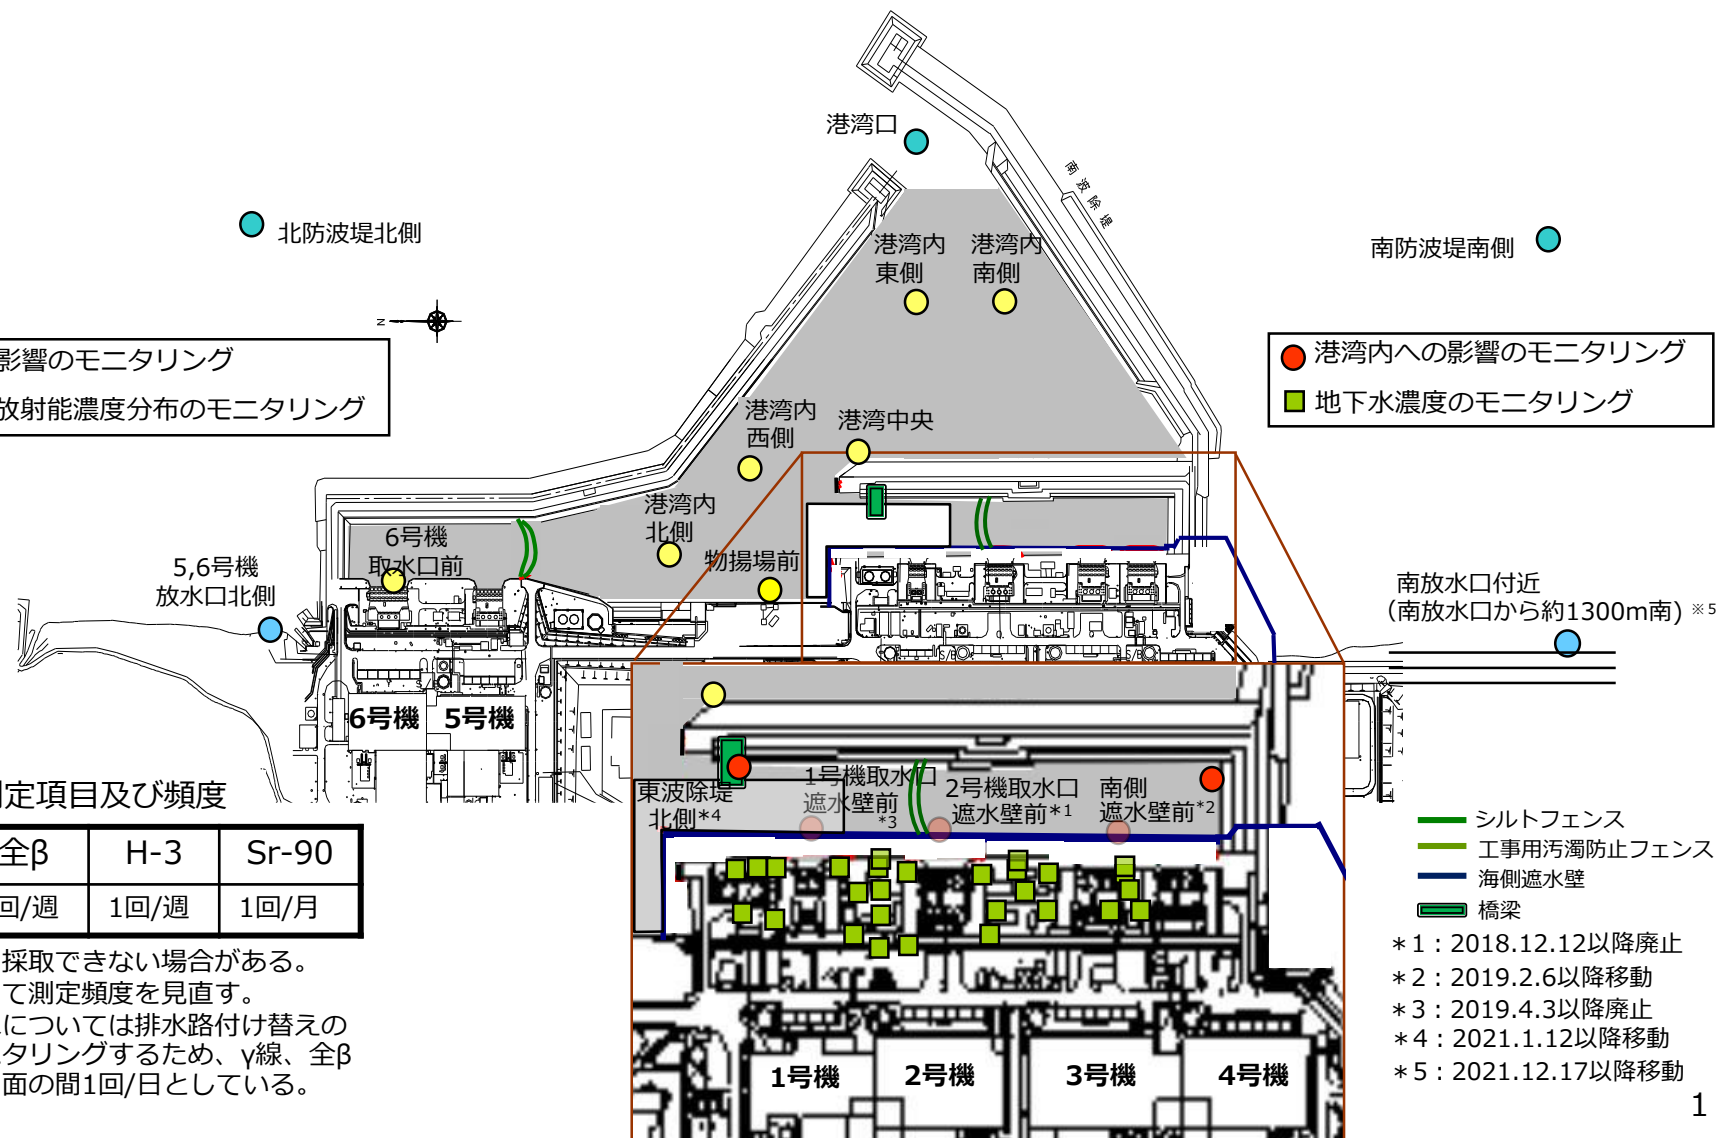 港湾口
南波除堤
北防波堤北側
港湾内
東側
港湾内
南側
南防波堤南側
N
影響のモニタリング
放射能濃度分布のモニタリング
港湾内への影響のモニタリング
地下水濃度のモニタリング
港湾内
西側
港湾中央
港湾内
北側
物揚場前
6号機
取水口前
5,6号機
放水口北側
南放水口付近
(南放水口から約1300m南) ※5
S/B
S/B
6号機
5号機
定項目及び頻度
全β H-3 Sr-90
回/週 1回/週 1回/月
採取できない場合がある。
て測定頻度を見直す。
については排水路付け替えの
タリングするため、γ線、全β
面の間1回/日としている。
東波除堤
北側*4
1号機取水口
遮水壁前
*3
2号機取水口
遮水壁前*1
南側
遮水壁前*2
1号機
2号機
3号機
4号機
シルトフェンス
工事用汚濁防止フェンス
海側遮水壁
橋梁
*1:2018.12.12以降廃止
*2:2019.2.6以降移動
*3:2019.4.3以降廃止
*4:2021.1.12以降移動
*5:2021.12.17以降移動
1